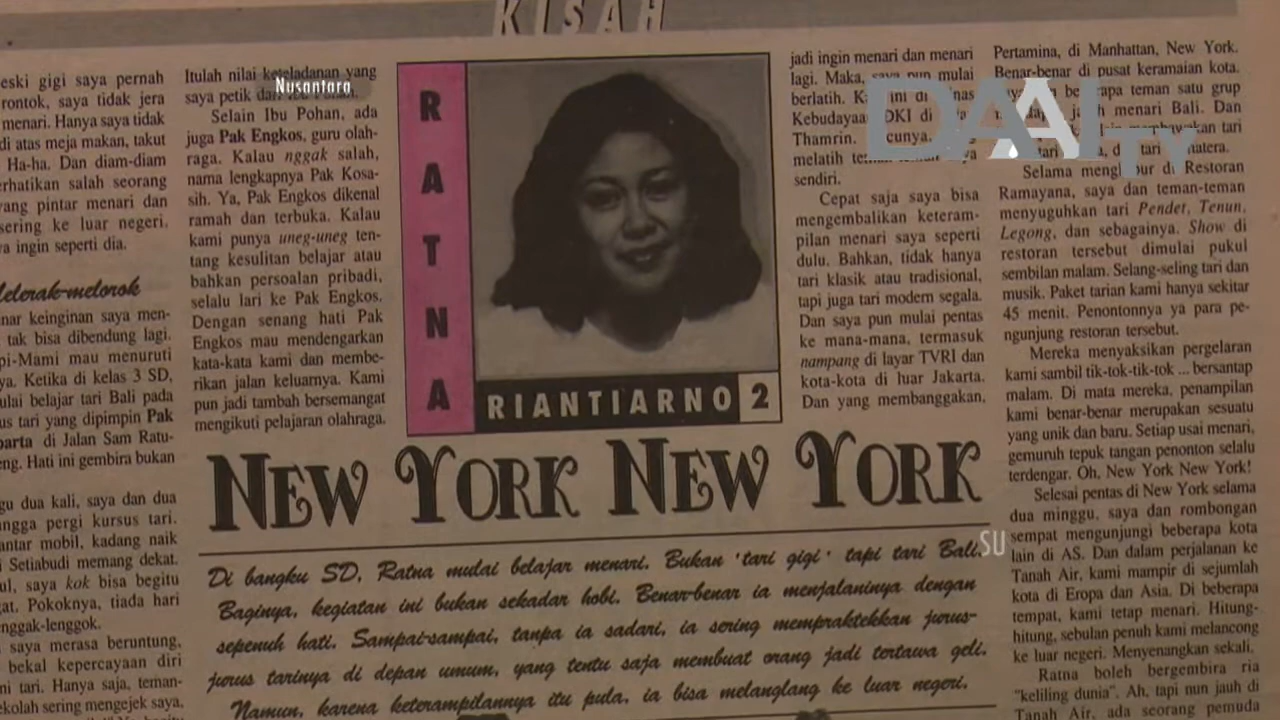 KISAH
eski gigi saya pernah
rontok, saya tidak jera
menari. Hanya saya tidak
di atas meja makan, takut
Ha-ha. Dan diam-diam
erhatikan salah seorang
yang pintar menari dan
sering ke luar negeri.
ingin seperti dia.
lelerak-melorok
nar keinginan saya men-
tak bisa dibendung lagi.
pi-Mami mau menuruti
ya. Ketika di kelas 3 SD,
ulai belajar tari Bali pada
us tari yang dipimpin Pak
parta di Jalan Sam Ratu-
eng. Hati ini gembira bukan
gu dua kali, saya dan dua
angga pergi kursus tari.
antar mobil, kadang naik
Setiabudi memang dekat.
ul, saya kok bisa begitu
gat. Pokoknya, tiada hari
nggak-lenggok.
saya merasa beruntung,
bekal kepercayaan diri
ni tari. Hanya saja, teman-
ekolah sering mengejek saya,
Itulah nilai keteladanan yang
saya petik dari Ibu Pohan.
Selain Ibu Pohan, ada
juga Pak Engkos, guru olah-
raga. Kalau nggak salah,
nama lengkapnya Pak Kosa-
sih. Ya, Pak Engkos dikenal
ramah dan terbuka. Kalau
kami punya uneg-uneg ten-
tang kesulitan belajar atau
bahkan persoalan pribadi,
selalu lari ke Pak Engkos.
Dengan senang hati Pak
Engkos mau mendengarkan
kata-kata kami dan membe-
rikan jalan keluarnya. Kami
pun jadi tambah bersemangat
mengikuti pelajaran olahraga.
Nusantara
RATNA
RIANTIARNO 2
NEW YORK NEW YORK
Di bangku SD, Ratna mulai belajar menari. Bukan 'tari gigi' tapi tari Bali.
Baginya, kegiatan ini bukan sekadar hobi. Benar-benar ia menjalaninya dengan
sepenuh hati. Sampai-sampai, tanpa ia sadari, ia sering mempraktekkan jurus-
jurus tarinya di depan umum, yang tentu saja membuat orang jadi tertawa geli.
Namun, karena keterampilannya itu pula, ia bisa melanglang ke luar negeri.
SU
jadi ingin menari dan menari
lagi. Maka, saya pun mulai
berlatih. ini di
Kebudayaan DKI di
Thamrin.
melatih
sendiri.
Cepat saja saya bisa
mengembalikan keteram-
pilan menari saya seperti
dulu. Bahkan, tidak hanya
tari klasik atau tradisional,
tapi juga tari modern segala.
Dan saya pun mulai pentas
ke mana-mana, termasuk
nampang di layar TVRI dan
kota-kota di luar Jakarta.
Dan yang membanggakan,
DAAI TV
Pertamina, di Manhattan, New York.
Benar-benar di pusat keramaian kota.
teman satu grup
menari Bali. Dan
tari
tari
Selama menghibur di Restoran
Ramayana, saya dan teman-teman
menyuguhkan tari Pendet, Tenun,
Legong, dan sebagainya. Show di
restoran tersebut dimulai pukul
sembilan malam. Selang-seling tari dan
musik. Paket tarian kami hanya sekitar
45 menit. Penontonnya ya para pe-
ngunjung restoran tersebut.
Mereka menyaksikan pergelaran
kami sambil tik-tok-tik-tok ... bersantap
malam. Di mata mereka, penampilan
kami benar-benar merupakan sesuatu
yang unik dan baru. Setiap usai menari,
gemuruh tepuk tangan penonton selalu
terdengar. Oh, New York New York!
Selesai pentas di New York selama
dua minggu, saya dan rombongan
sempat mengunjungi beberapa kota
lain di AS. Dan dalam perjalanan ke
Tanah Air, kami mampir di sejumlah
kota di Eropa dan Asia. Di beberapa
tempat, kami tetap menari. Hitung-
hitung, sebulan penuh kami melancong
ke luar negeri. Menyenangkan sekali.
Ratna boleh bergembira ria
"keliling dunia". Ah, tapi nun jauh di
Tanah Air, ada seorang pemuda